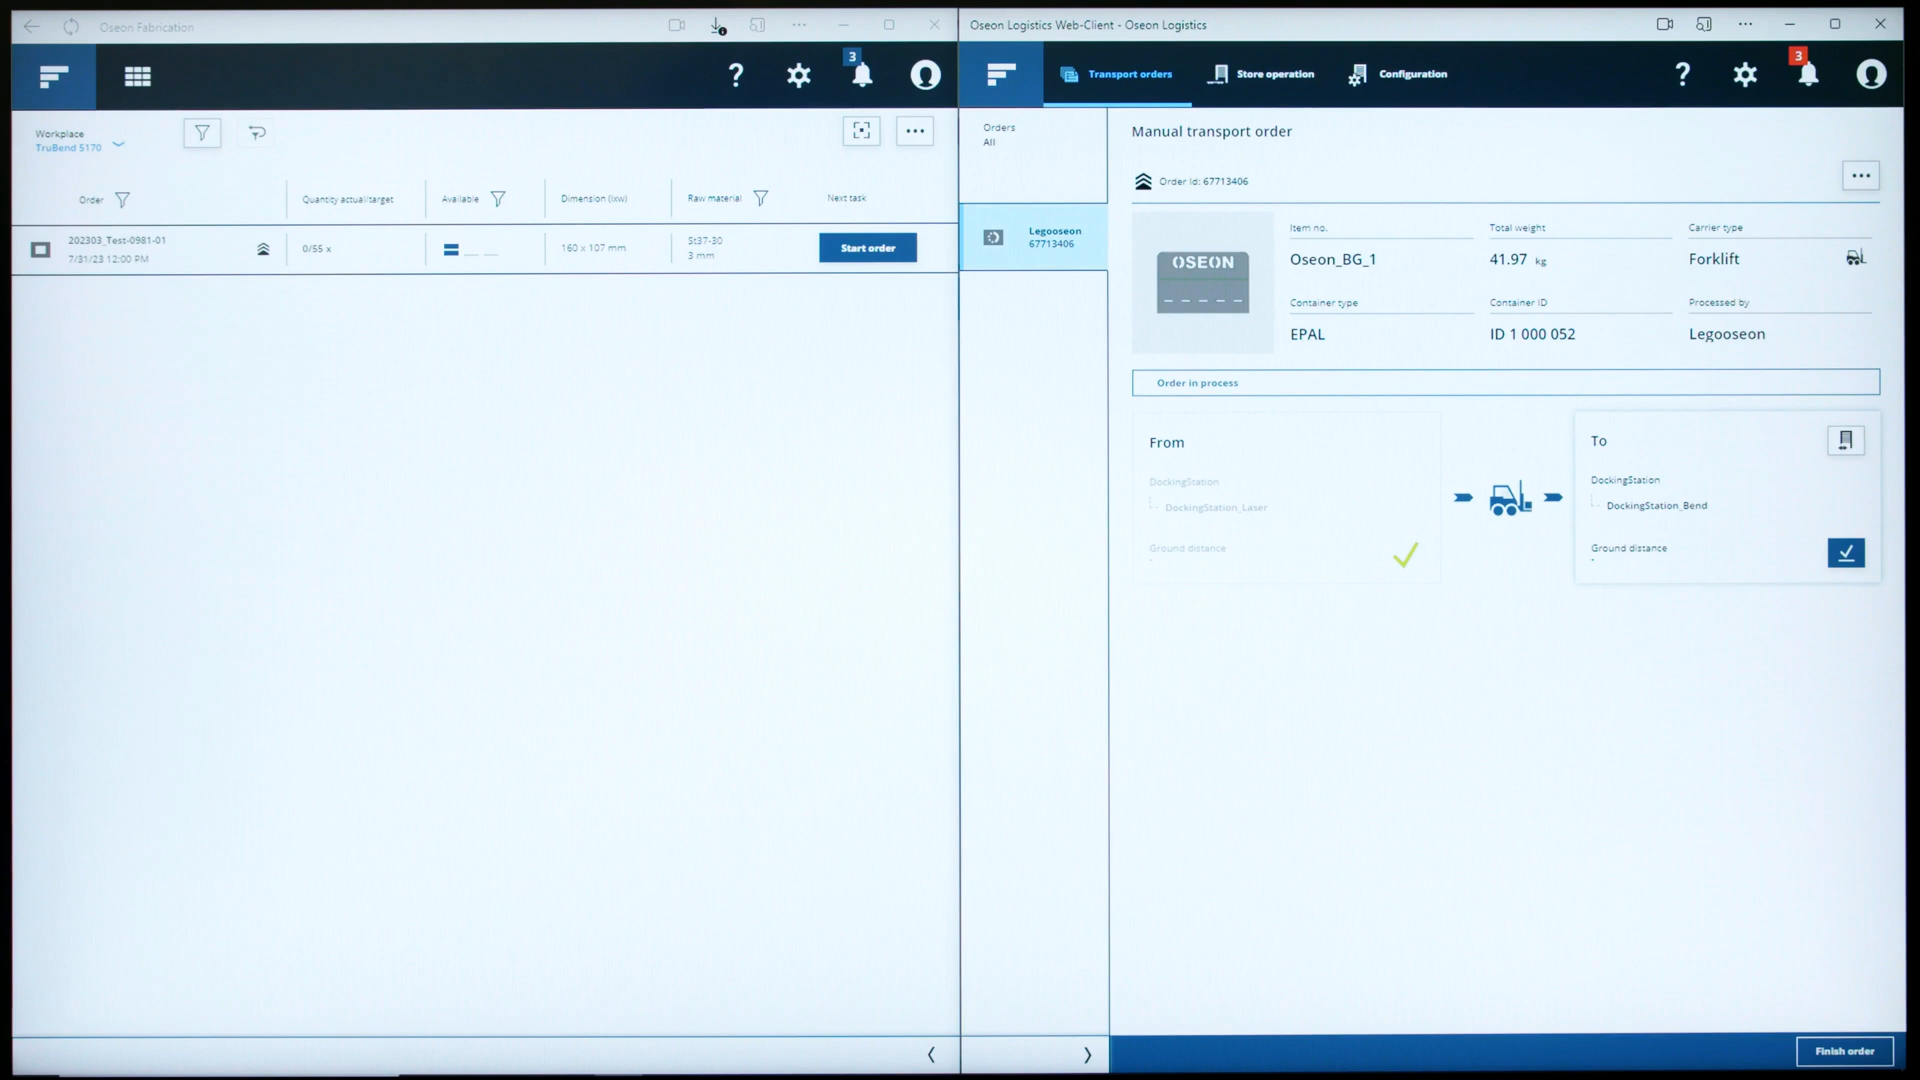 Oseon Fabrication
3
Workplace
TruBend 5170
Order
Quantity actual/target
Available
Dimension (lxw)
Raw material
Next task
202303_Test-0981-01
7/31/23 12:00 PM
0/55 x
160 x 107 mm
St37-30
3 mm
Start order
Oseon Logistics Web-Client - Oseon Logistics
Transport orders
Store operation
Configuration
?
3
Orders
All
Legooseon
67713406
Manual transport order
Order Id: 67713406
OSEON
Item no.
Oseon_BG_1
Total weight
41.97 kg
Carrier type
Forklift
Container type
EPAL
Container ID
ID 1 000 052
Processed by
Legooseon
Order in process
From
DockingStation
DockingStation_Laser
Ground distance
-
To
DockingStation
DockingStation_Bend
Ground distance
-
Finish order